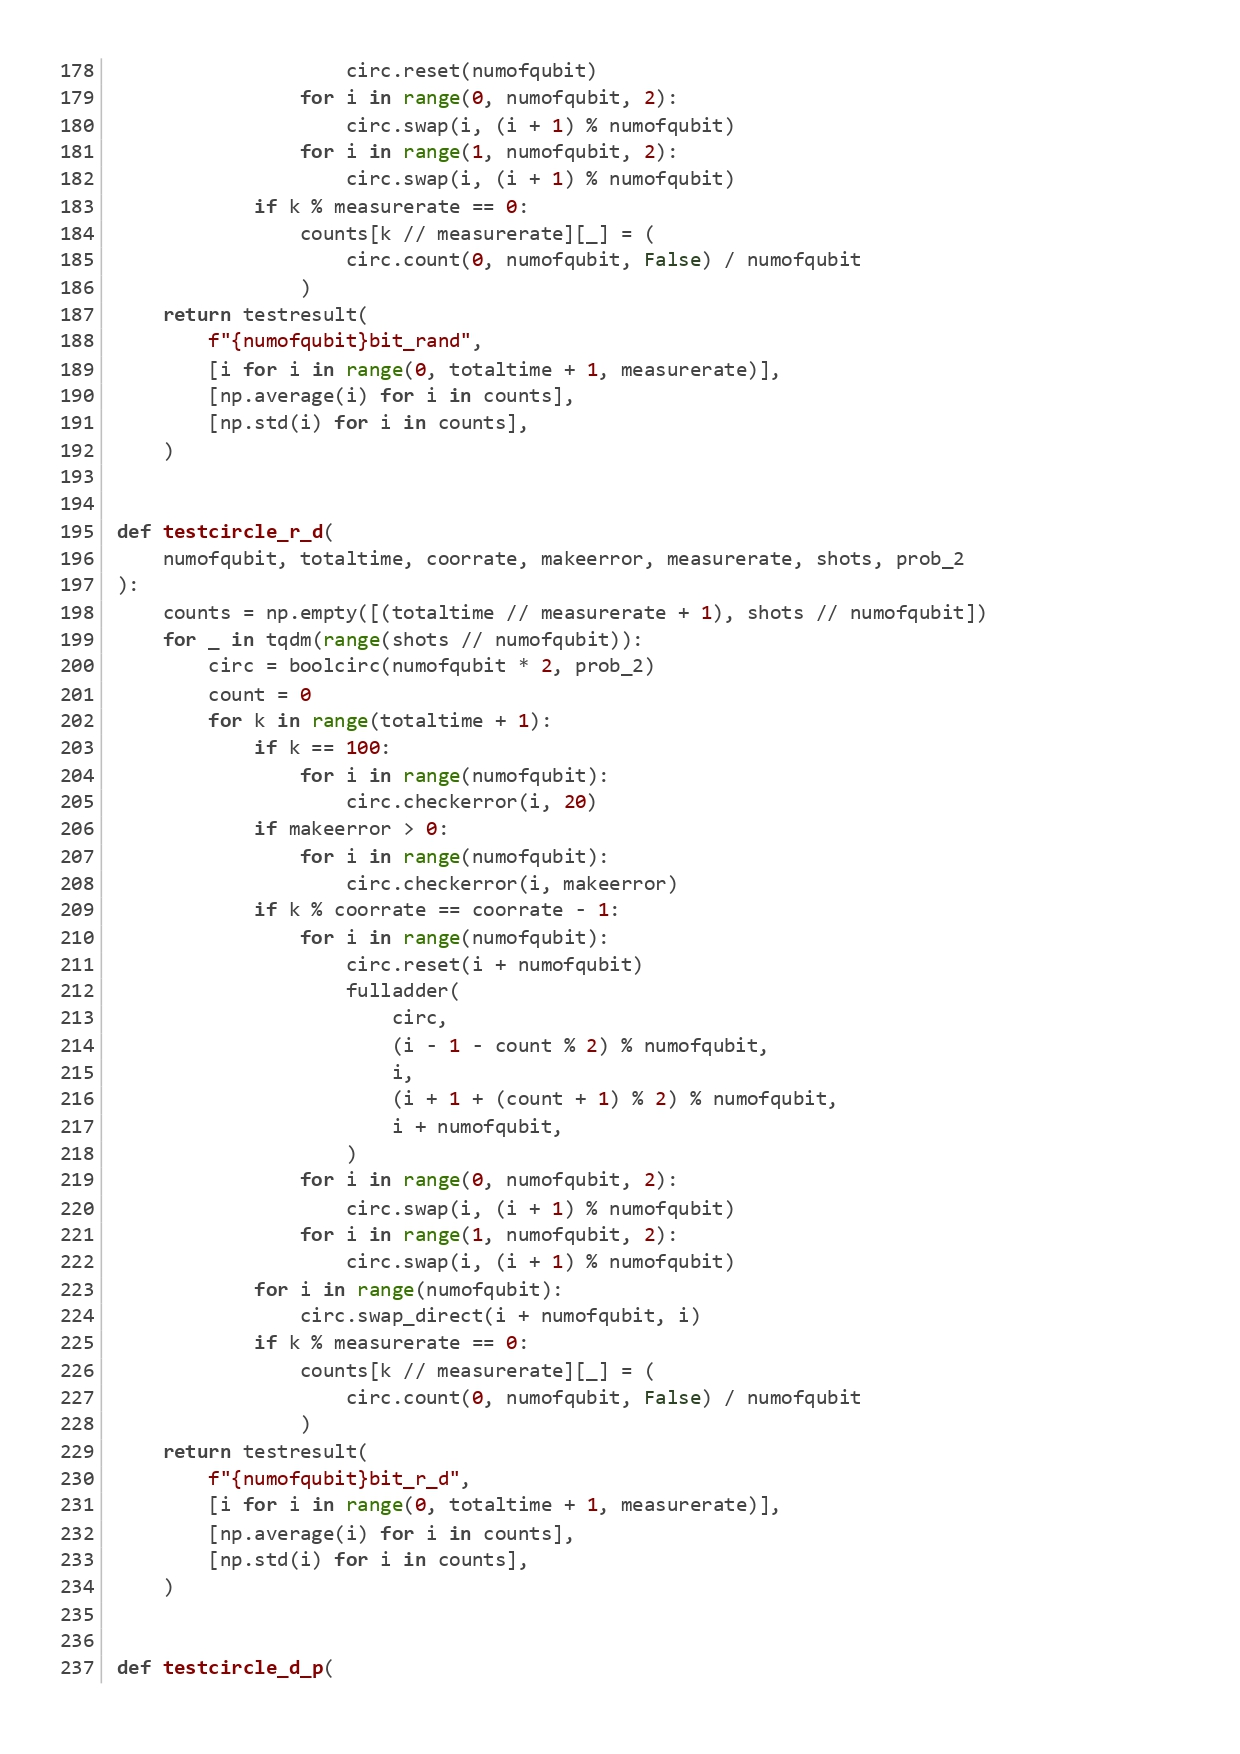 178                     circ.reset(numofqubit)
179                 for i in range(0, numofqubit, 2):
180                     circ.swap(i, (i + 1) % numofqubit)
181                 for i in range(1, numofqubit, 2):
182                     circ.swap(i, (i + 1) % numofqubit)
183             if k % measurerate == 0:
184                 counts[k // measurerate][_] = (
185                     circ.count(0, numofqubit, False) / numofqubit
186                 )
187     return testresult(
188         f"{numofqubit}bit_rand",
189         [i for i in range(0, totaltime + 1, measurerate)],
190         [np.average(i) for i in counts],
191         [np.std(i) for i in counts],
192     )
193
194
195 def testcircle_r_d(
196     numofqubit, totaltime, coorrate, makeerror, measurerate, shots, prob_2
197 ):
198     counts = np.empty([(totaltime // measurerate + 1), shots // numofqubit])
199     for _ in tqdm(range(shots // numofqubit)):
200         circ = boolcirc(numofqubit * 2, prob_2)
201         count = 0
202         for k in range(totaltime + 1):
203             if k == 100:
204                 for i in range(numofqubit):
205                     circ.checkerror(i, 20)
206             if makeerror > 0:
207                 for i in range(numofqubit):
208                     circ.checkerror(i, makeerror)
209             if k % coorrate == coorrate - 1:
210                 for i in range(numofqubit):
211                     circ.reset(i + numofqubit)
212                     fulladder(
213                         circ,
214                         (i - 1 - count % 2) % numofqubit,
215                         i,
216                         (i + 1 + (count + 1) % 2) % numofqubit,
217                         i + numofqubit,
218                     )
219                 for i in range(0, numofqubit, 2):
220                     circ.swap(i, (i + 1) % numofqubit)
221                 for i in range(1, numofqubit, 2):
222                     circ.swap(i, (i + 1) % numofqubit)
223             for i in range(numofqubit):
224                 circ.swap_direct(i + numofqubit, i)
225             if k % measurerate == 0:
226                 counts[k // measurerate][_] = (
227                     circ.count(0, numofqubit, False) / numofqubit
228                 )
229     return testresult(
230         f"{numofqubit}bit_r_d",
231         [i for i in range(0, totaltime + 1, measurerate)],
232         [np.average(i) for i in counts],
233         [np.std(i) for i in counts],
234     )
235
236
237 def testcircle_d_p(